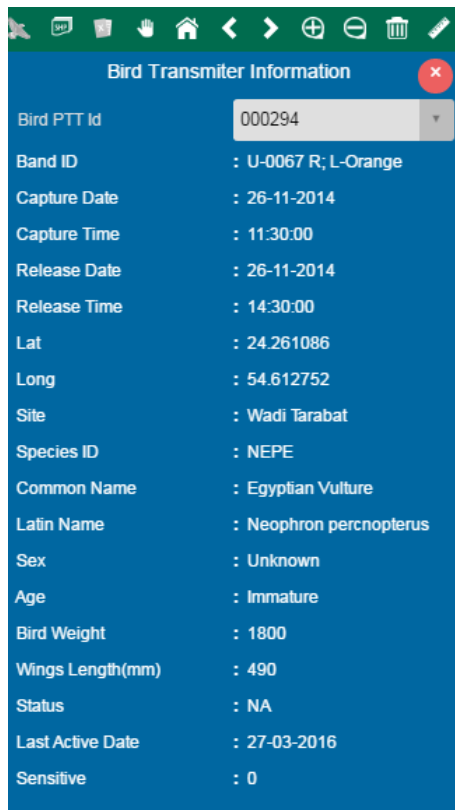 SHP
Bird Transmiter Information
Bird PTT Id 000294
Band ID : U-0067 R; L-Orange
Capture Date : 26-11-2014
Capture Time : 11:30:00
Release Date : 26-11-2014
Release Time : 14:30:00
Lat : 24.261086
Long : 54.612752
Site : Wadi Tarabat
Species ID : NEPE
Common Name : Egyptian Vulture
Latin Name : Neophron percnopterus
Sex : Unknown
Age : Immature
Bird Weight : 1800
Wings Length(mm) : 490
Status : NA
Last Active Date : 27-03-2016
Sensitive : 0